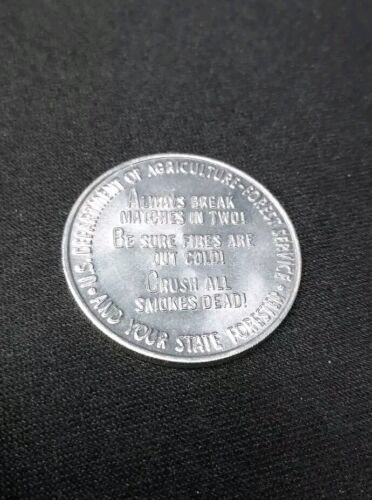 U.S. DEPARTMENT OF AGRICULTURE-FOREST SERVICE
• AND YOUR STATE FORESTER •
ALWAYS BREAK
MATCHES IN TWO!
BE SURE FIRES ARE
OUT COLD!
CRUSH ALL
SMOKES DEAD!